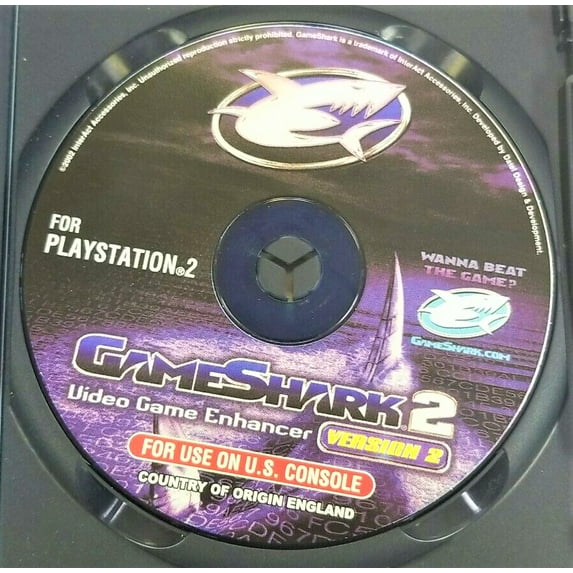 ©2002 InterAct Accessories, Inc. Unauthorized reproduction strictly prohibited. GameShark is a trademark of InterAct Accessories, Inc. Developed by Datel Design & Development.
FOR
PLAYSTATION®2
WANNA BEAT
THE GAME?
GAMESHARK.COM
GAMESHARK 2
Video Game Enhancer VERSION 2
FOR USE ON U.S. CONSOLE
COUNTRY OF ORIGIN ENGLAND